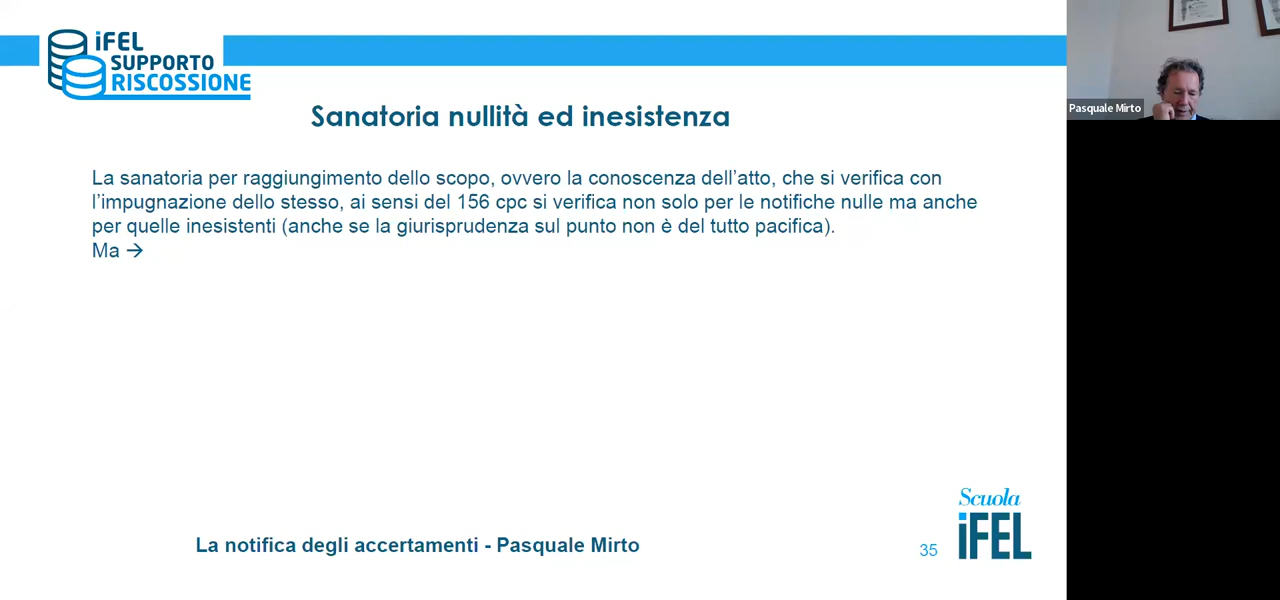 iFEL
SUPPORTO
RISCOSSIONE
Pasquale Mirto
Sanatoria nullità ed inesistenza
La sanatoria per raggiungimento dello scopo, ovvero la conoscenza dell'atto, che si verifica con
l'impugnazione dello stesso, ai sensi del 156 cpc si verifica non solo per le notifiche nulle ma anche
per quelle inesistenti (anche se la giurisprudenza sul punto non è del tutto pacifica).
Ma →
Scuola
iFEL
La notifica degli accertamenti - Pasquale Mirto
35